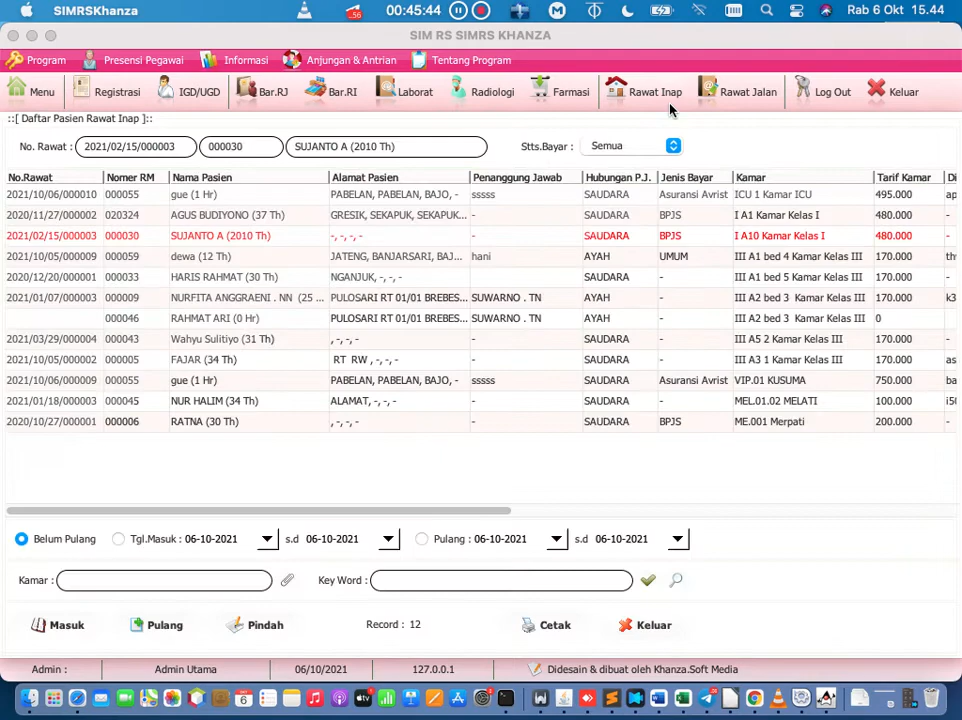 SIMRSKhanza 56 00:45:44 Rab 6 Okt 15.44
SIM RS SIMRS KHANZA
Program Presensi Pegawai Informasi Anjungan & Antrian Tentang Program
Menu Registrasi IGD/UGD Bar.RJ Bar.RI Laborat Radiologi Farmasi Rawat Inap Rawat Jalan Log Out Keluar
::[ Daftar Pasien Rawat Inap ]::
No. Rawat : 2021/02/15/000003 000030 SUJANTO A (2010 Th) Stts.Bayar : Semua
No.Rawat Nomer RM Nama Pasien Alamat Pasien Penanggung Jawab Hubungan P.J. Jenis Bayar Kamar Tarif Kamar Di
2021/10/06/000010 000055 gue (1 Hr) PABELAN, PABELAN, BAJO, - sssss SAUDARA Asuransi Avrist ICU 1 Kamar ICU 495.000 ap
2020/11/27/000002 020324 AGUS BUDIYONO (37 Th) GRESIK, SEKAPUK, SEKAPUK... - SAUDARA BPJS I A1 Kamar Kelas I 480.000 -
2021/02/15/000003 000030 SUJANTO A (2010 Th) -, -, -, - - SAUDARA BPJS I A10 Kamar Kelas I 480.000 -
2021/10/05/000009 000059 dewa (12 Th) JATENG, BANJARSARI, BAJ... hani AYAH UMUM III A1 bed 4 Kamar Kelas III 170.000 th
2020/12/20/000001 000033 HARIS RAHMAT (30 Th) NGANJUK, -, -, - - SAUDARA - III A1 bed 5 Kamar Kelas III 170.000 -
2021/01/07/000003 000009 NURFITA ANGGRAENI . NN (25 ... PULOSARI RT 01/01 BREBES... SUWARNO . TN AYAH - III A2 bed 3 Kamar Kelas III 170.000 k3
000046 RAHMAT ARI (0 Hr) PULOSARI RT 01/01 BREBES... SUWARNO . TN AYAH - III A2 bed 3 Kamar Kelas III 0
2021/03/29/000004 000043 Wahyu Sulitiyo (31 Th) , -, -, - - SAUDARA - III A5 2 Kamar Kelas III 170.000 -
2021/10/05/000002 000035 FAJAR (34 Th) RT RW , -, -, - - SAUDARA - III A3 1 Kamar Kelas III 170.000 as
2021/10/06/000009 000055 gue (1 Hr) PABELAN, PABELAN, BAJO, - sssss SAUDARA Asuransi Avrist VIP.01 KUSUMA 750.000 ba
2021/01/18/000003 000045 NUR HALIM (34 Th) ALAMAT, -, -, - - SAUDARA - MEL.01.02 MELATI 100.000 i50
2020/10/27/000001 000006 RATNA (30 Th) , -, -, - - SAUDARA BPJS ME.001 Merpati 200.000 -
Belum Pulang Tgl.Masuk : 06-10-2021 s.d 06-10-2021 Pulang : 06-10-2021 s.d 06-10-2021
Kamar : Key Word :
Masuk Pulang Pindah Record : 12 Cetak Keluar
Admin : Admin Utama 06/10/2021 127.0.0.1 Didesain & dibuat oleh Khanza.Soft Media